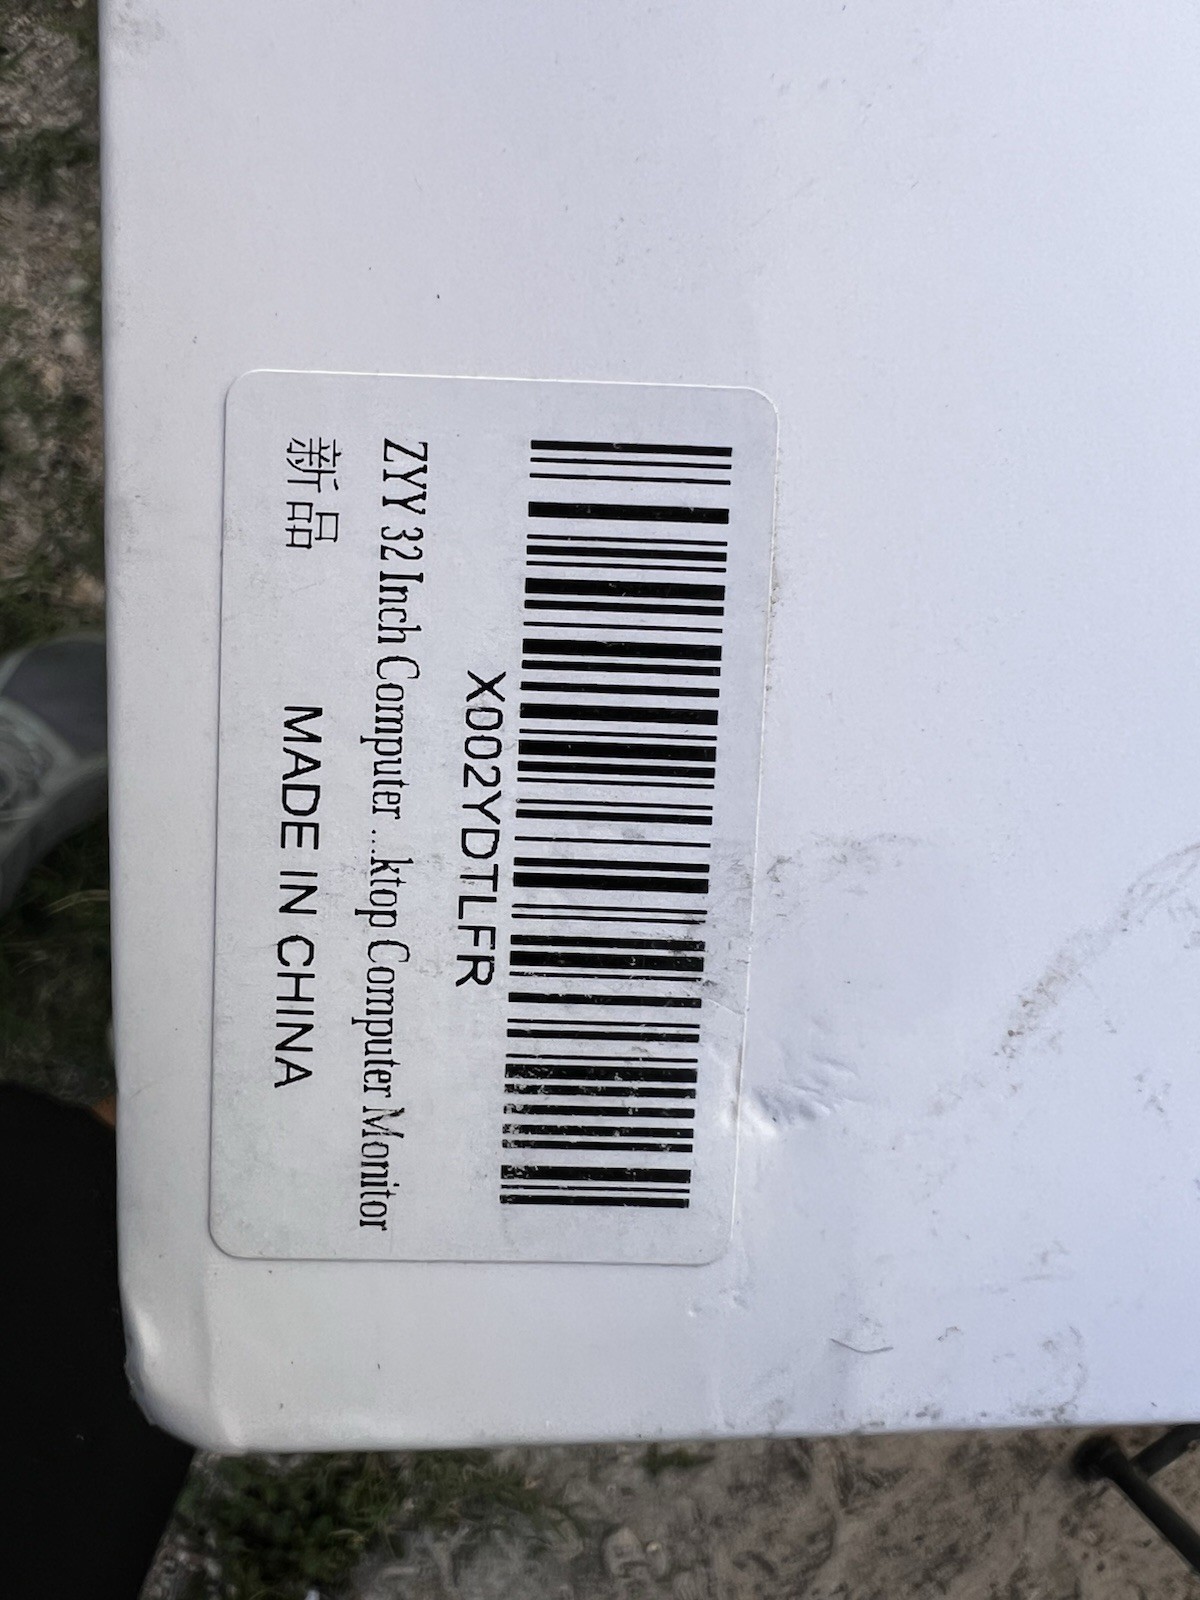 X002YDTLFR
ZYY 32 Inch Computer ...ktop Computer Monitor
新品 MADE IN CHINA